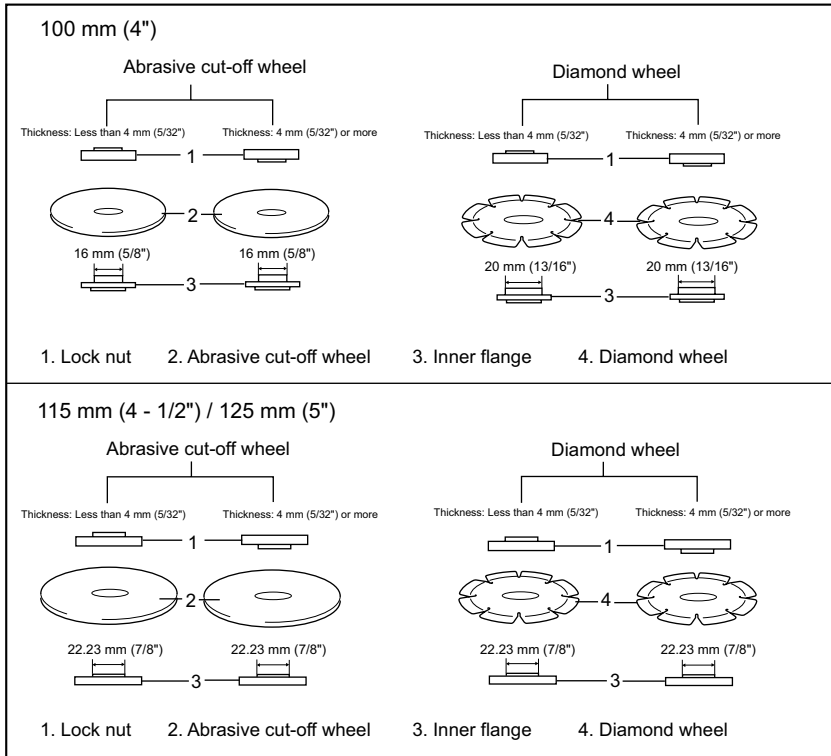 100 mm (4")
Abrasive cut-off wheel
Diamond wheel
Thickness: Less than 4 mm (5/32") Thickness: 4 mm (5/32") or more
Thickness: Less than 4 mm (5/32") Thickness: 4 mm (5/32") or more
1
1
2
4
16 mm (5/8") 16 mm (5/8")
20 mm (13/16") 20 mm (13/16")
3
3
1. Lock nut 2. Abrasive cut-off wheel 3. Inner flange 4. Diamond wheel
115 mm (4 - 1/2") / 125 mm (5")
Abrasive cut-off wheel
Diamond wheel
Thickness: Less than 4 mm (5/32") Thickness: 4 mm (5/32") or more
Thickness: Less than 4 mm (5/32") Thickness: 4 mm (5/32") or more
1
1
2
4
22.23 mm (7/8") 22.23 mm (7/8")
22.23 mm (7/8") 22.23 mm (7/8")
3
3
1. Lock nut 2. Abrasive cut-off wheel 3. Inner flange 4. Diamond wheel